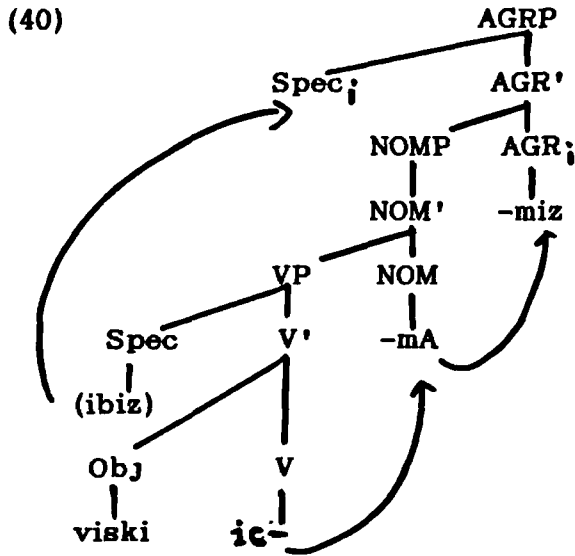 (40) AGRP
Spec i AGR'
NOMP AGR i
NOM' -miz
VP NOM
Spec V' -mA
(ibiz)
Obj V
viski ic-